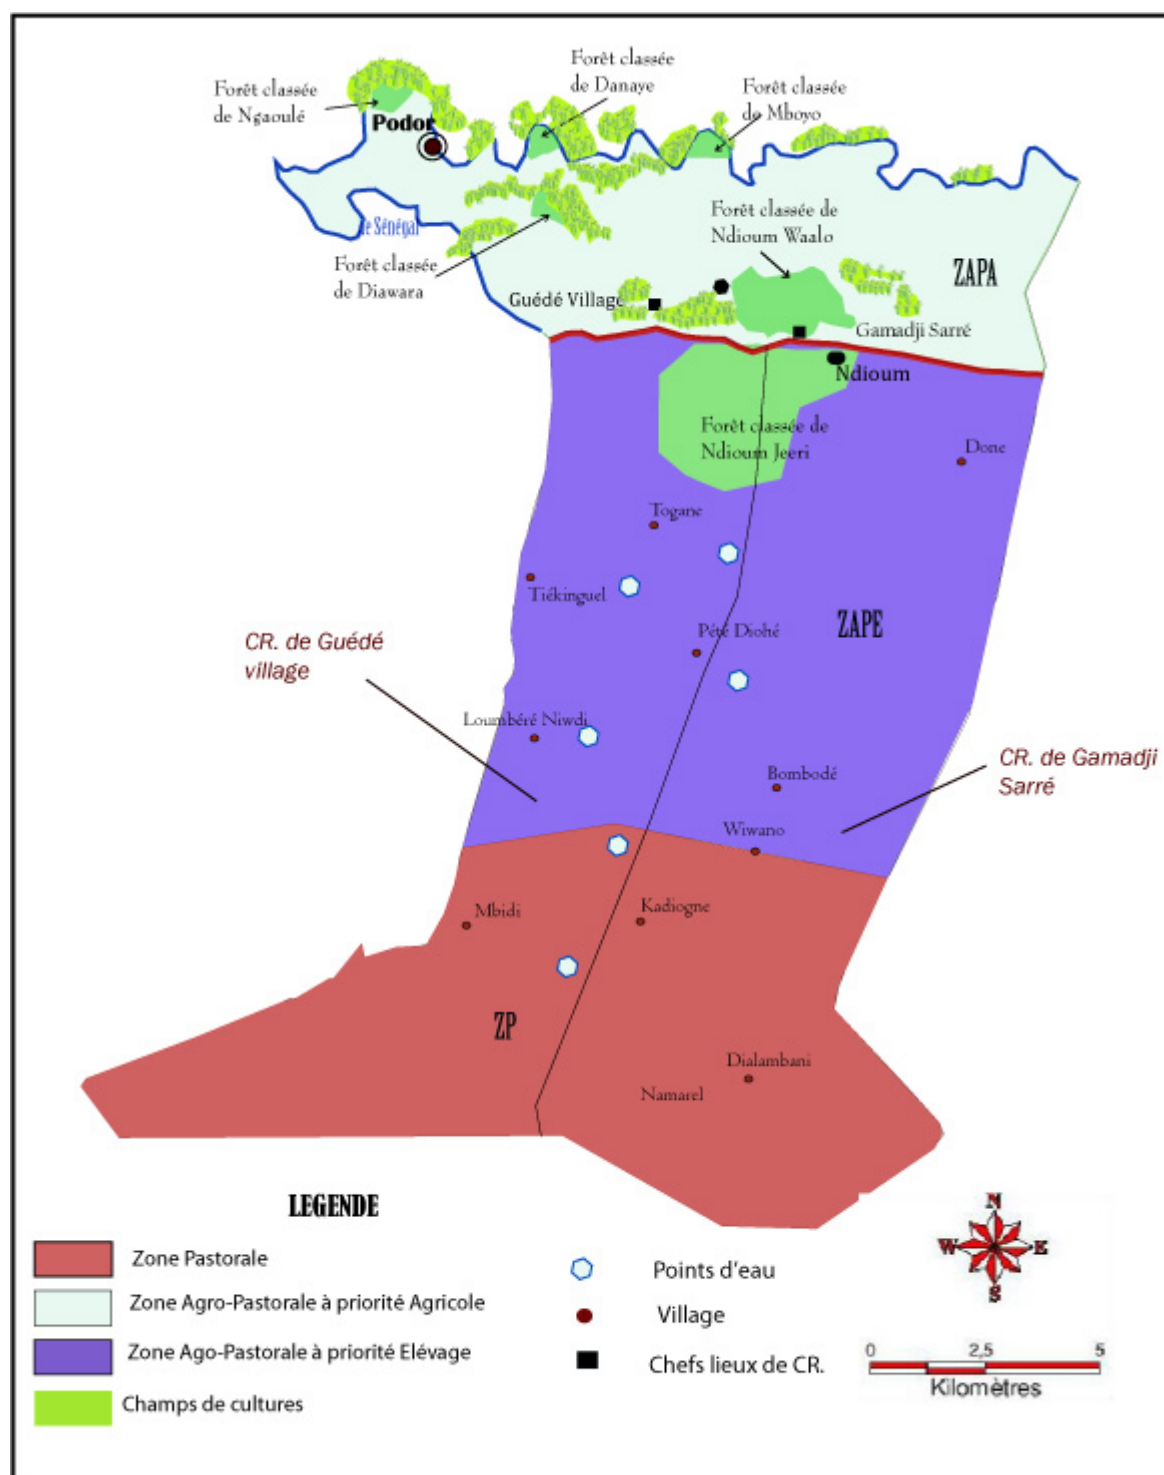 Forêt classée
de Ngaoulé
Forêt classée
de Danaye
Forêt classée
de Mboyo
Podor
de Sénégal
Forêt classée
de Diawara
Forêt classée de
Ndioum Waalo
ZAPA
Guédé Village
Gamadji Sarré
Ndioum
Forêt classée de
Ndioum Jeeri
Done
Togane
Tiékinguel
Pété Diohé
ZAPE
CR. de Guédé
village
Loumbéré Niwdi
Bombodé
CR. de Gamadji
Sarré
Wiwano
Mbidi
Kadiogne
ZP
Dialambani
Namarel
LEGENDE
Zone Pastorale
Zone Agro-Pastorale à priorité Agricole
Zone Ago-Pastorale à priorité Elévage
Champs de cultures
Points d'eau
Village
Chefs lieux de CR.
N
W
E
S
0 2,5 5
Kilomètres